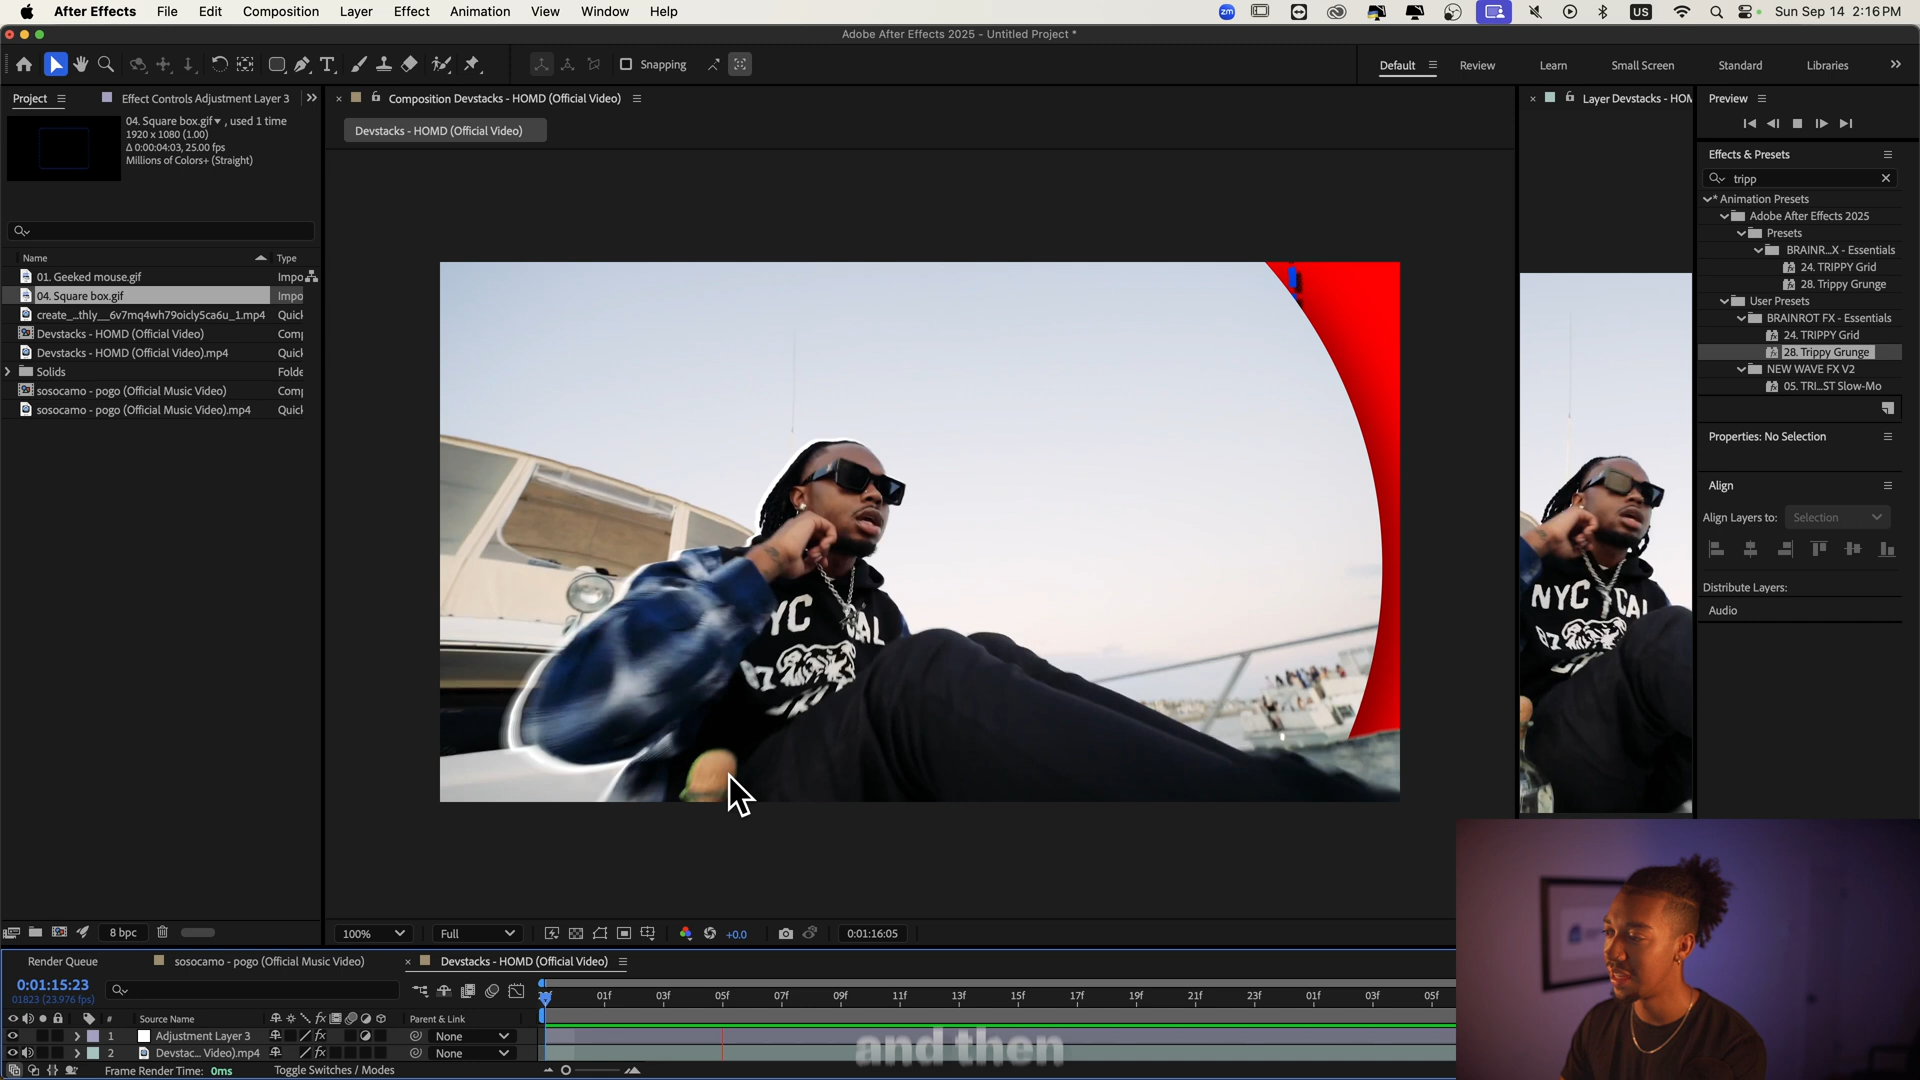 After Effects File Edit Composition Layer Effect Animation View Window Help
zm US Sun Sep 14 2:16 PM
Adobe After Effects 2025 - Untitled Project *
Snapping Default Review Learn Small Screen Standard Libraries
Project Effect Controls Adjustment Layer 3
Composition Devstacks - HOMD (Official Video)
Layer Devstacks - HOM
Preview
Devstacks - HOMD (Official Video)
04. Square box.gif , used 1 time
1920 x 1080 (1.00)
Δ 0:00:04:03, 25.00 fps
Millions of Colors+ (Straight)
Name Type
01. Geeked mouse.gif Impo
04. Square box.gif Impo
create_...thly__6v7mq4wh79oicly5ca6u_1.mp4 Quick
Devstacks - HOMD (Official Video) Comp
Devstacks - HOMD (Official Video).mp4 Quick
Solids Folde
sosocamo - pogo (Official Music Video) Comp
sosocamo - pogo (Official Music Video).mp4 Quick
Effects & Presets
tripp
* Animation Presets
Adobe After Effects 2025
Presets
BRAINR...X - Essentials
24. TRIPPY Grid
28. Trippy Grunge
User Presets
BRAINROT FX - Essentials
24. TRIPPY Grid
28. Trippy Grunge
NEW WAVE FX V2
05. TRI...ST Slow-Mo
Properties: No Selection
Align
Align Layers to: Selection
Distribute Layers:
Audio
YC CAL
NYC CAL
8 bpc
100% Full +0.0 0:01:16:05
Render Queue sosocamo - pogo (Official Music Video) Devstacks - HOMD (Official Video)
0:01:15:23
01823 (23.976 fps)
01f 03f 05f 07f 09f 11f 13f 15f 17f 19f 21f 23f 01f 03f 05f
# Source Name Parent & Link
1 Adjustment Layer 3 None
2 Devstac... Video).mp4 None
and then
Frame Render Time: 0ms Toggle Switches / Modes